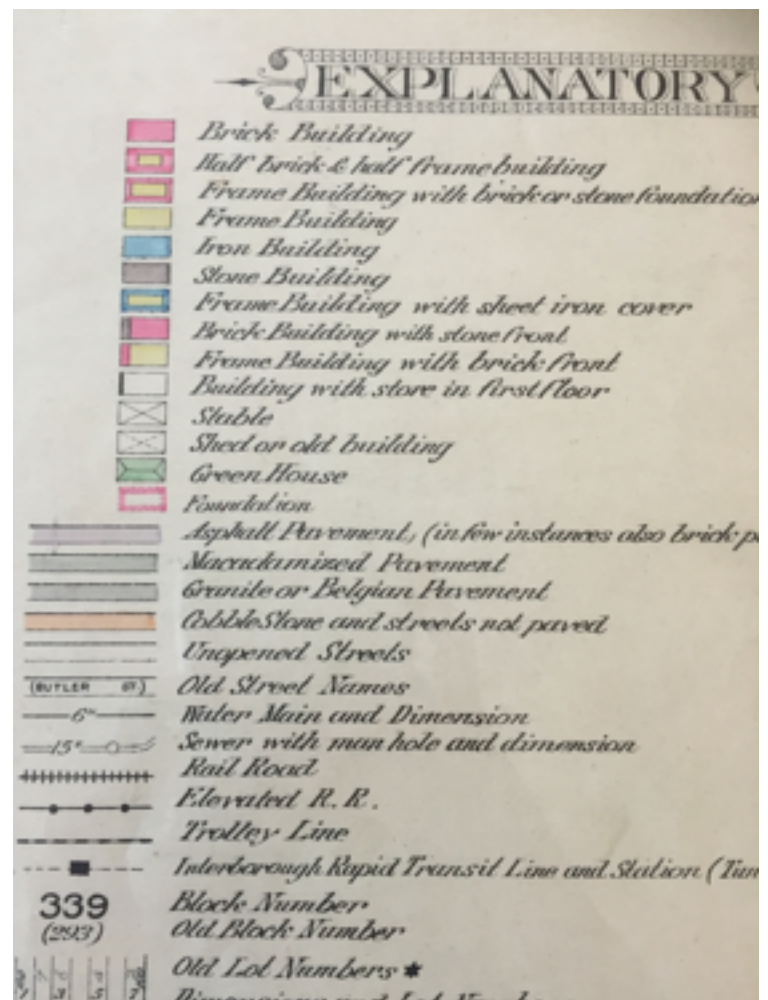 EXPLANATORY
Brick Building
Half brick & half frame building
Frame Building with brick or stone foundation
Frame Building
Iron Building
Stone Building
Frame Building with sheet iron cover
Brick Building with stone front
Frame Building with brick front
Building with store in first floor
Stable
Shed or old building
Green House
Foundation
Asphalt Pavement, (in few instances also brick p
Macadamized Pavement
Granite or Belgian Pavement
Cobble Stone and streets not paved
Unopened Streets
(BUTLER ST.) Old Street Names
6" Water Main and Dimension
15" Sewer with man hole and dimension
Rail Road
Elevated R.R.
Trolley Line
Interborough Rapid Transit Line and Station (Tun
339 Block Number
(293) Old Block Number
Old Lot Numbers *
Dimensions and Lot